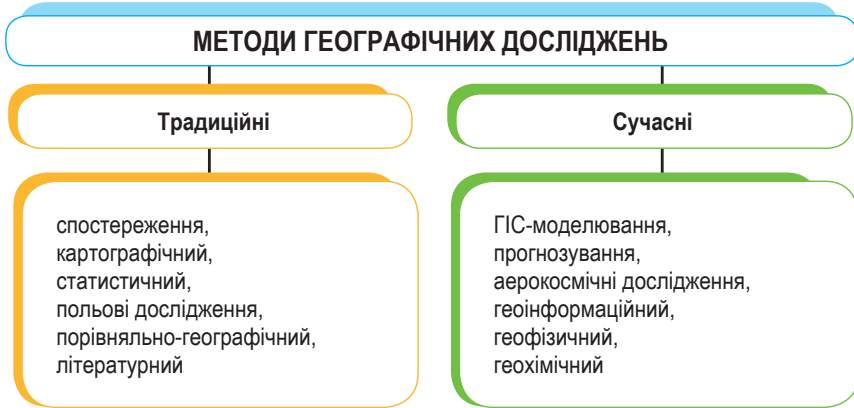 МЕТОДИ ГЕОГРАФІЧНИХ ДОСЛІДЖЕНЬ
Традиційні
спостереження,
картографічний,
статистичний,
польові дослідження,
порівняльно-географічний,
літературний
Сучасні
ГІС-моделювання,
прогнозування,
аерокосмічні дослідження,
геоінформаційний,
геофізичний,
геохімічний